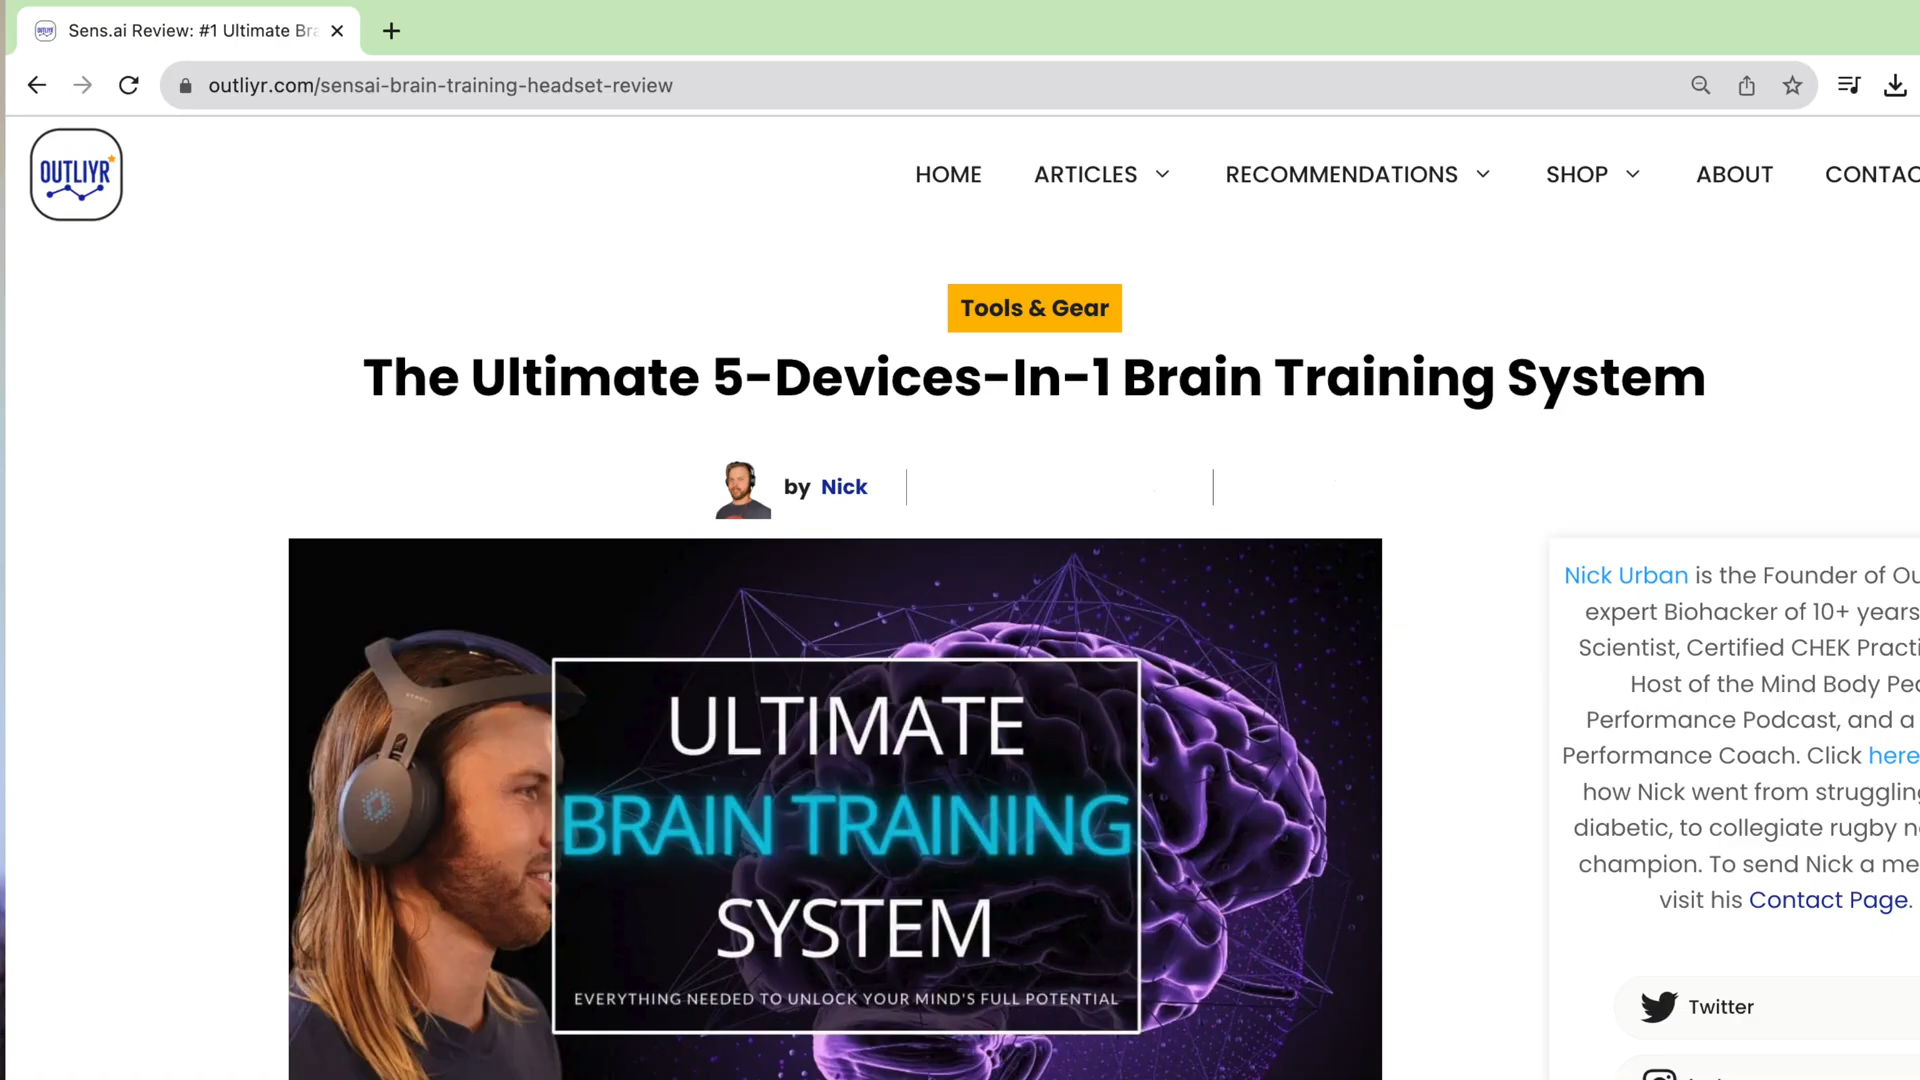 Sens.ai Review: #1 Ultimate Bra
outliyr.com/sensai-brain-training-headset-review
OUTLIYR
HOME
ARTICLES
RECOMMENDATIONS
SHOP
ABOUT
CONTAC
Tools & Gear
The Ultimate 5-Devices-In-1 Brain Training System
by Nick
ULTIMATE
BRAIN TRAINING
SYSTEM
EVERYTHING NEEDED TO UNLOCK YOUR MIND'S FULL POTENTIAL
Nick Urban is the Founder of Ou
expert Biohacker of 10+ years
Scientist, Certified CHEK Practi
Host of the Mind Body Pea
Performance Podcast, and a
Performance Coach. Click here
how Nick went from struggling
diabetic, to collegiate rugby n
champion. To send Nick a me
visit his Contact Page.
Twitter